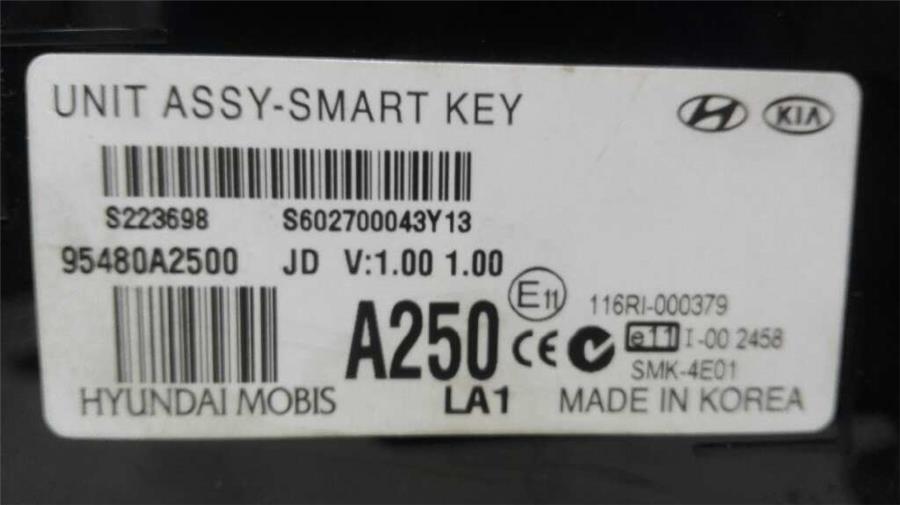 UNIT ASSY-SMART KEY
KIA
S223698 S602700043Y13
95480A2500 JD V:1.00 1.00
A250
E11
116RI-000379
CE e11 I-00 2458
SMK-4E01
HYUNDAI MOBIS LA1 MADE IN KOREA